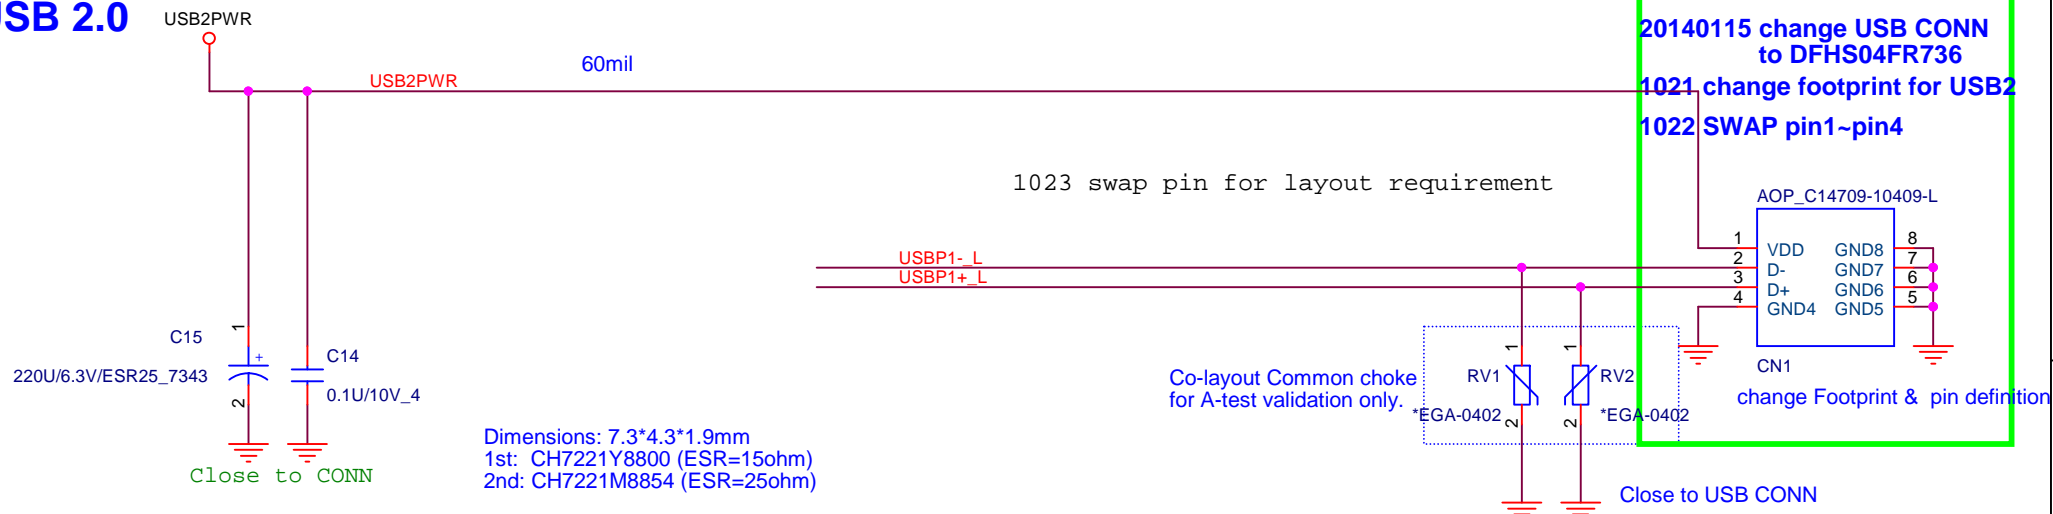 USB 2.0
USB2PWR
60mil
USB2PWR
20140115 change USB CONN
to DFHS04FR736
1021 change footprint for USB2
1022 SWAP pin1~pin4
1023 swap pin for layout requirement
AOP_C14709-10409-L
USBP1-_L
USBP1+_L
1 VDD GND8 8
2 D- GND7 7
3 D+ GND6 6
4 GND4 GND5 5
CN1
change Footprint & pin definition
C15
1
+
220U/6.3V/ESR25_7343
2
C14
0.1U/10V_4
Close to CONN
Dimensions: 7.3*4.3*1.9mm
1st: CH7221Y8800 (ESR=15ohm)
2nd: CH7221M8854 (ESR=25ohm)
Co-layout Common choke
for A-test validation only.
1
RV1
*EGA-0402
2
1
RV2
*EGA-0402
2
Close to USB CONN